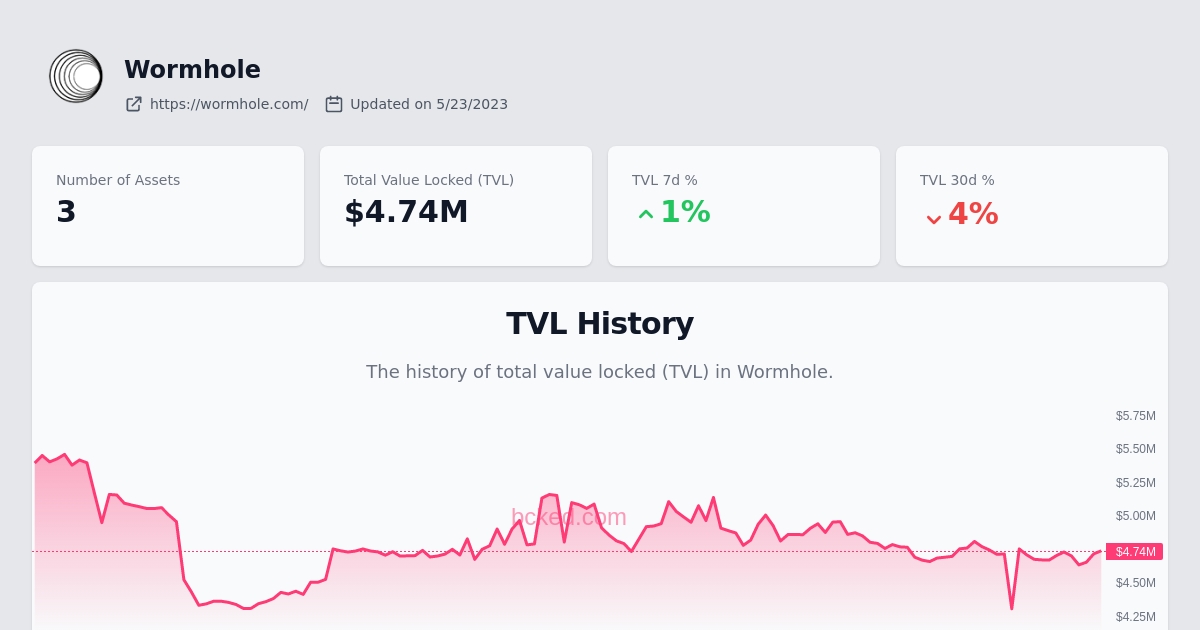 Wormhole
https://wormhole.com/ Updated on 5/23/2023
Number of Assets
3
Total Value Locked (TVL)
$4.74M
TVL 7d %
1%
TVL 30d %
4%
TVL History
The history of total value locked (TVL) in Wormhole.
$5.75M
$5.50M
$5.25M
$5.00M
bcked.com
$4.74M
$4.50M
$4.25M